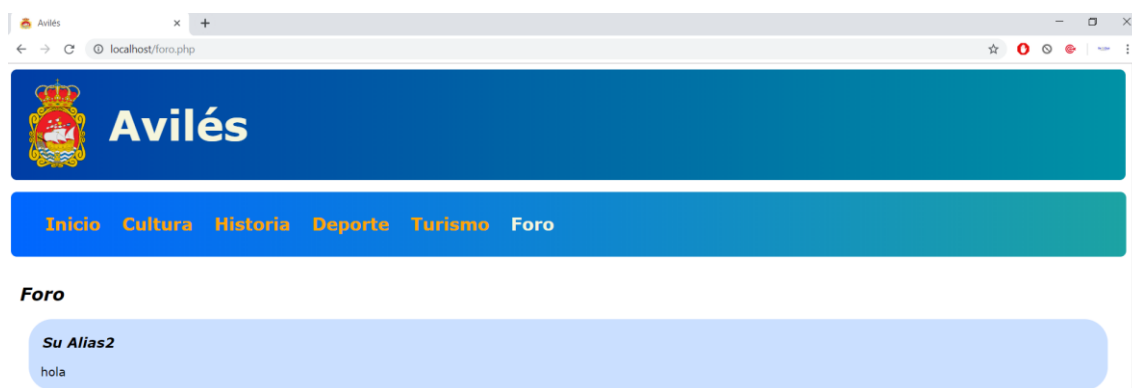 Avilés
localhost/foro.php
Avilés
Inicio Cultura Historia Deporte Turismo Foro
Foro
Su Alias2
hola